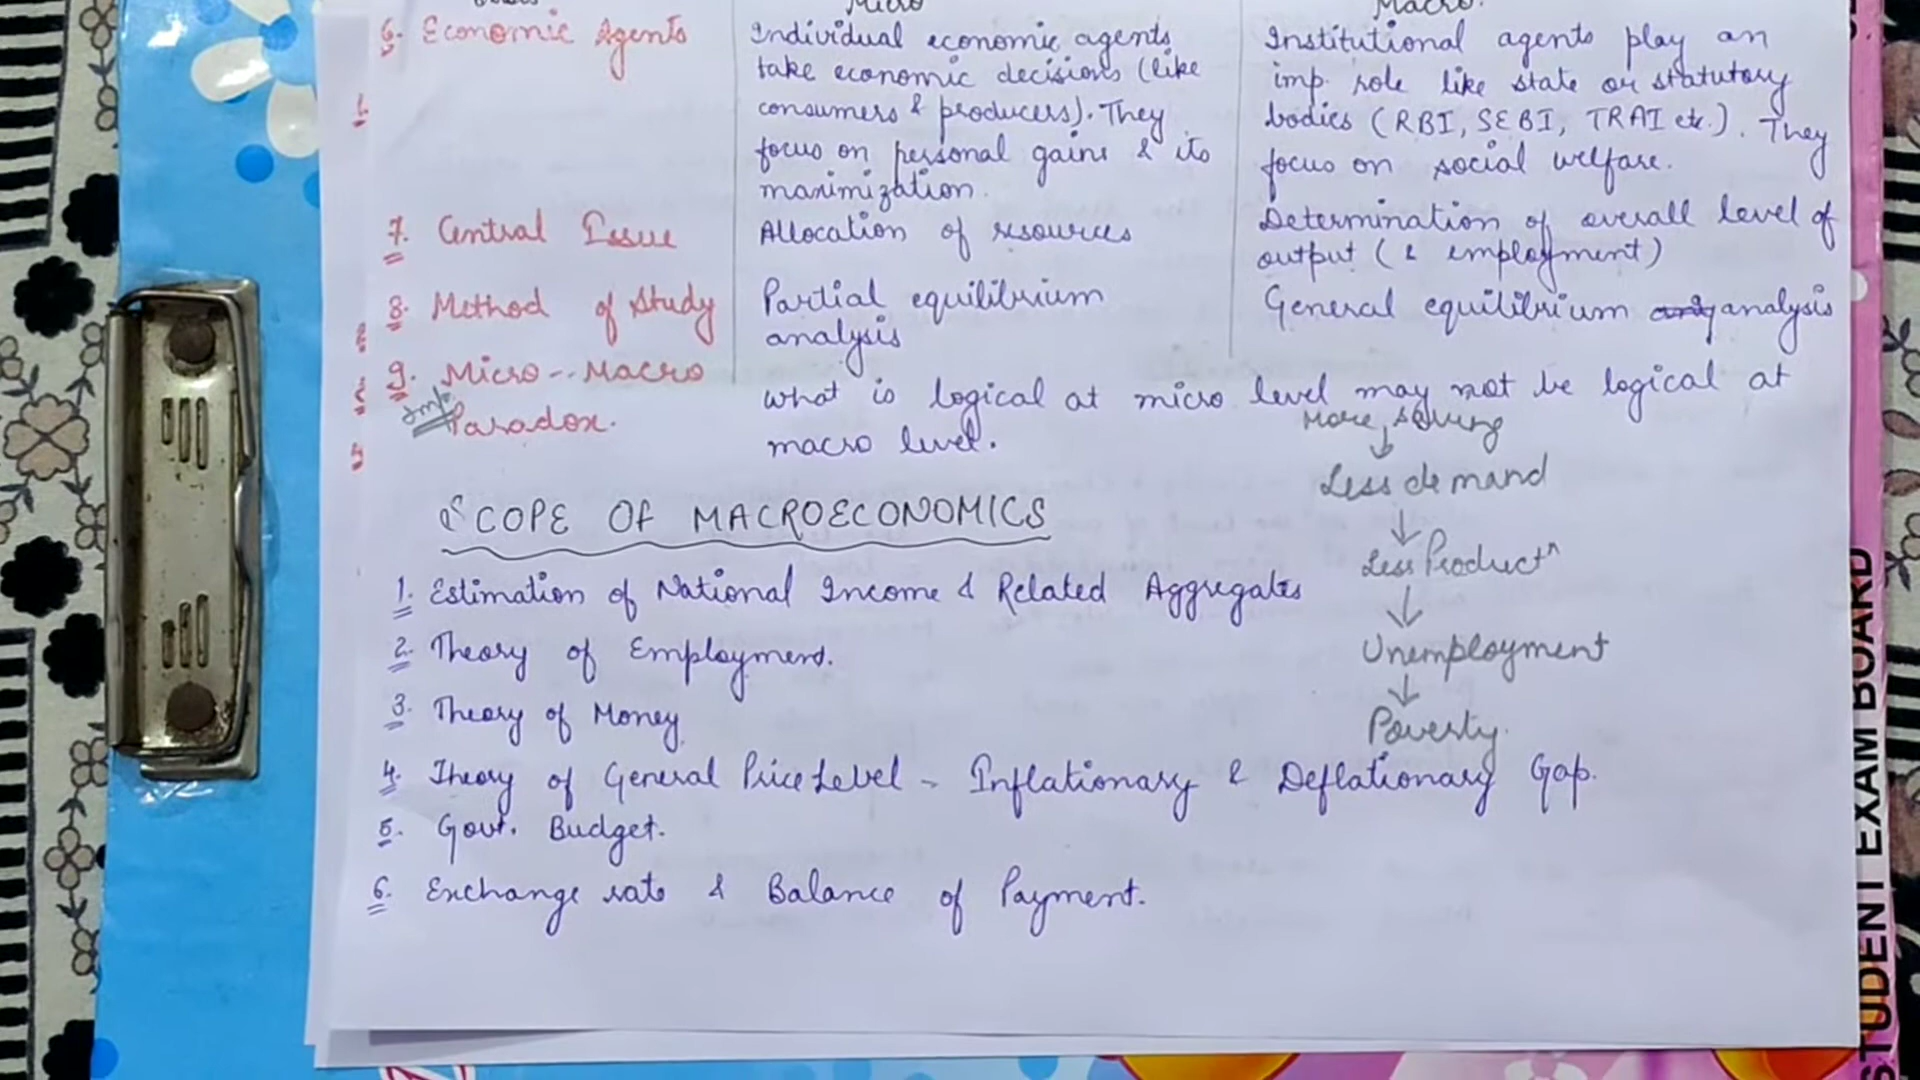 Micro
Macro.
6. Economic Agents
Individual economic agents
take economic decisions (like
consumers & producers). They
focus on personal gains & its
maximization.
Institutional agents play an
imp. role like state or statutory
bodies (RBI, SEBI, TRAI etc.). They
focus on social welfare.
7. Central Issue
Allocation of resources
Determination of overall level of
output (& employment)
8. Method of Study
Partial equilibrium
analysis
General equilibrium analysis
9. Micro-Macro
Imp.
Paradox.
What is logical at micro level may not be logical at
macro level.
More saving
↓
Less demand
↓
Less Productⁿ
↓
Unemployment
↓
Poverty.
SCOPE OF MACROECONOMICS
1. Estimation of National Income & Related Aggregates
2. Theory of Employment.
3. Theory of Money
4. Theory of General Price Level - Inflationary & Deflationary Gap.
5. Govt. Budget.
6. Exchange rate & Balance of Payment.
STUDENT EXAM BOARD